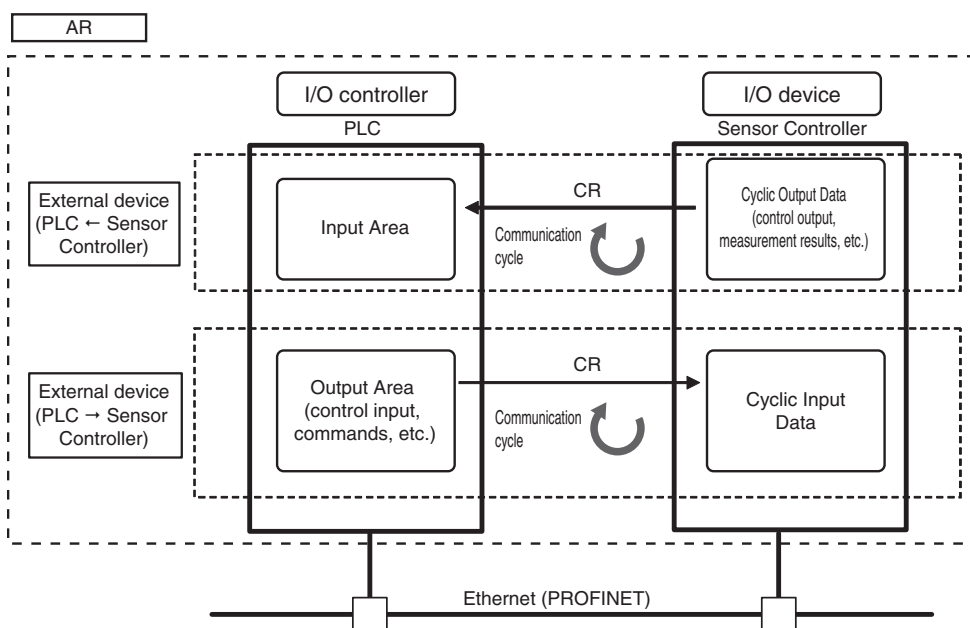 AR
I/O controller
I/O device
PLC
Sensor Controller
External device
(PLC ← Sensor
Controller)
Input Area
CR
Communication
cycle
Cyclic Output Data
(control output,
measurement results, etc.)
External device
(PLC → Sensor
Controller)
Output Area
(control input,
commands, etc.)
CR
Communication
cycle
Cyclic Input
Data
Ethernet (PROFINET)